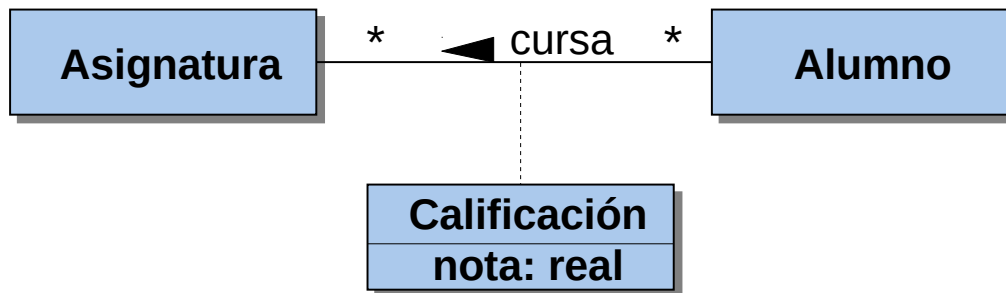 * cursa *
Asignatura Alumno
Calificación
nota: real